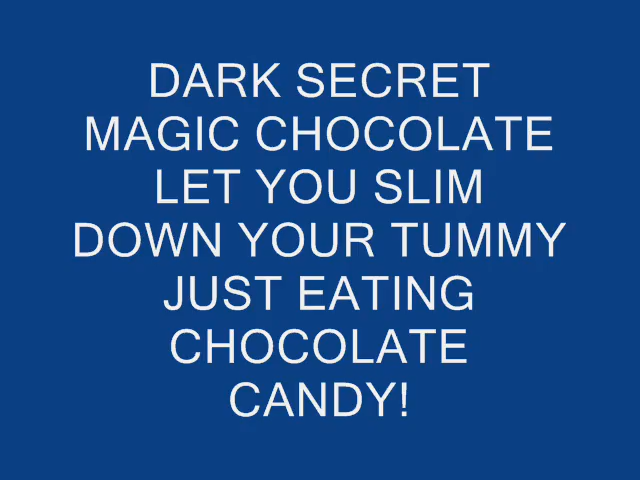 DARK SECRET
MAGIC CHOCOLATE
LET YOU SLIM
DOWN YOUR TUMMY
JUST EATING
CHOCOLATE
CANDY!